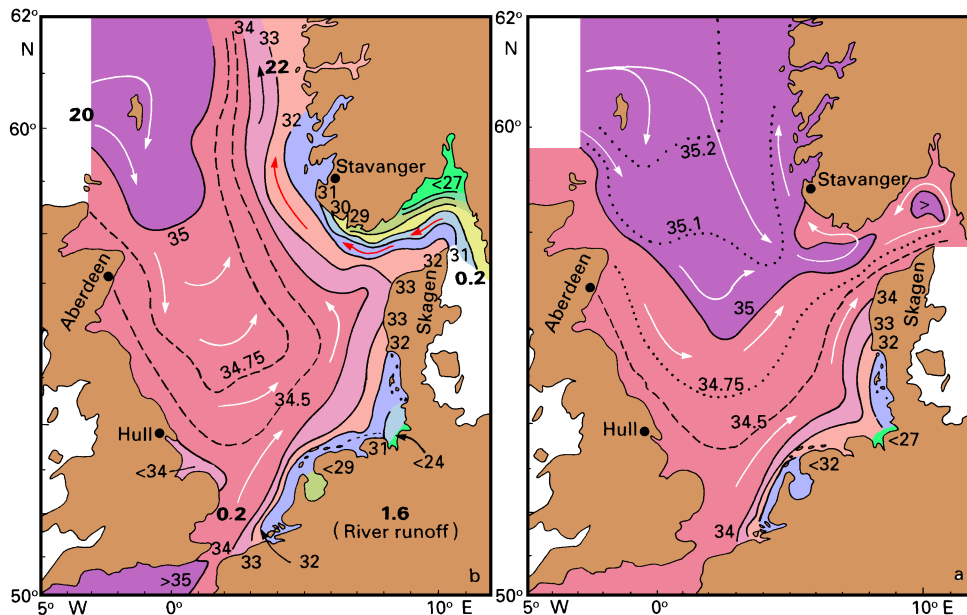 62°
N
60°
50°
5° W
0°
10° E
34
33
22
32
20
Stavanger
31
30
29
<27
35
31
32
0.2
33
Skagen
Aberdeen
33
32
34.75
34.5
Hull
31
<34
<29
<24
0.2
1.6
(River runoff)
34
33
32
>35
b
62°
N
60°
50°
5° W
0°
10° E
35.2
Stavanger
>
35.1
35
Skagen
Aberdeen
34
33
32
34.75
34.5
Hull
<27
<32
34
a